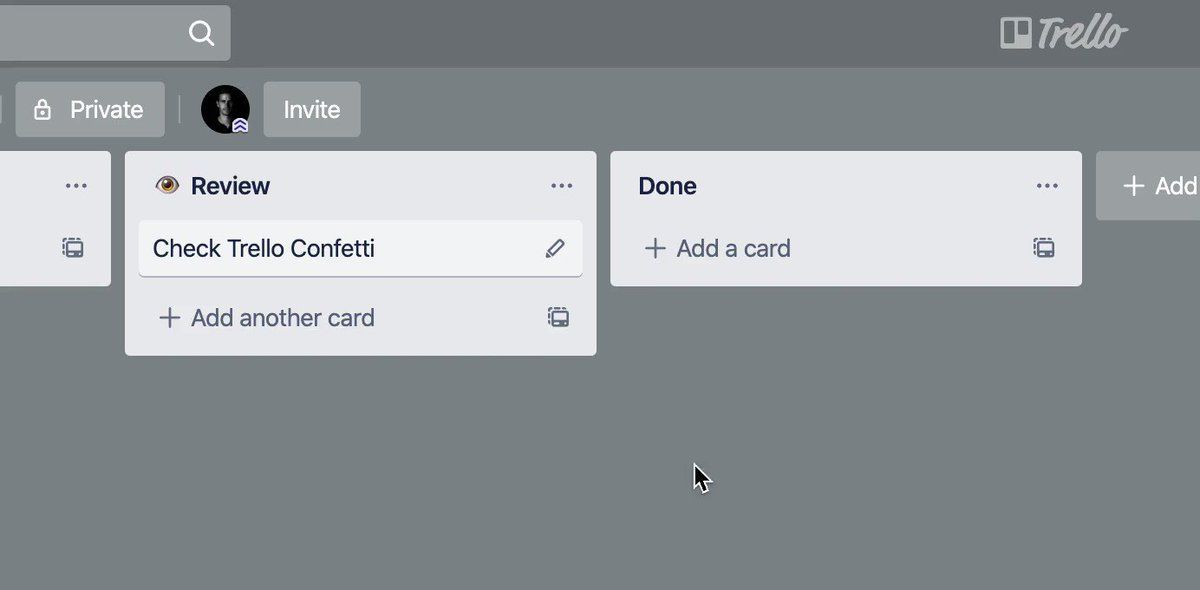 Trello
Private
Invite
Review
Done
Add
Check Trello Confetti
Add a card
Add another card